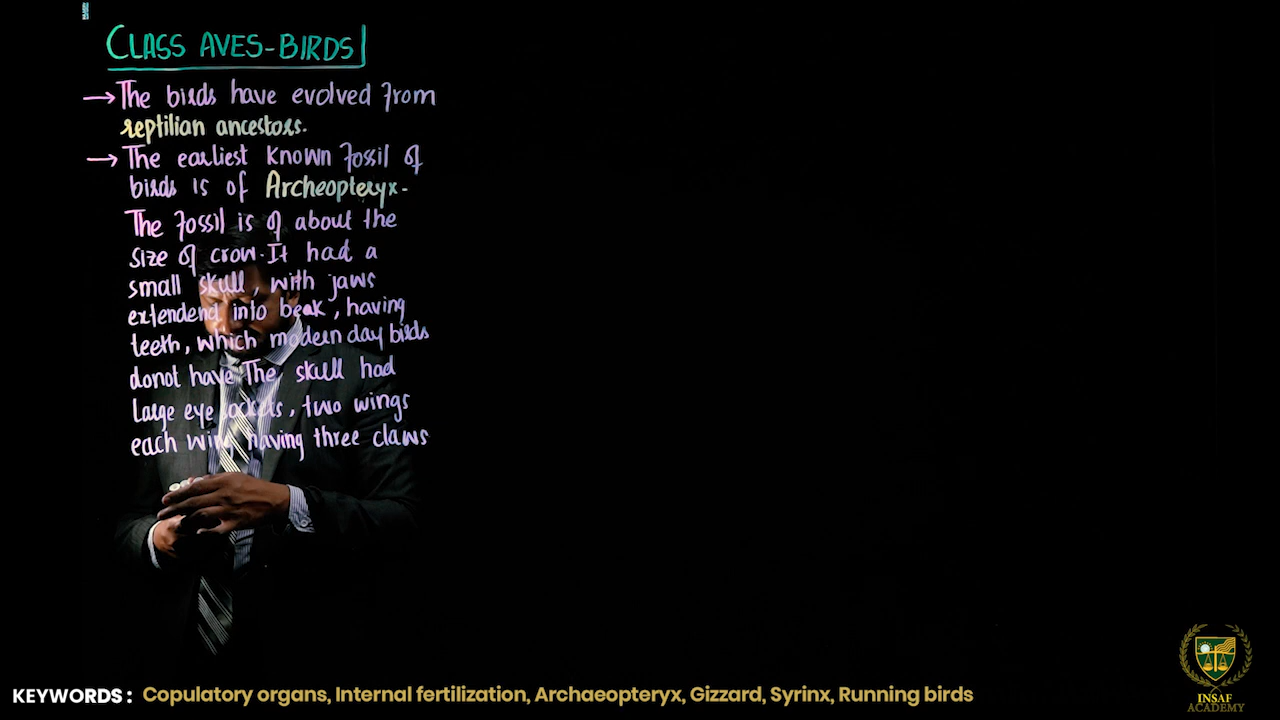 CLASS AVES-BIRDS
→ The birds have evolved from
reptilian ancestors.
→ The earliest known fossil of
birds is of Archeopteryx.
The fossil is of about the
size of crow. It had a
small skull, with jaws
extendend into beak, having
teeth, which modern day birds
donot have The skull had
large eye sockets, two wings
each wing having three claws
KEYWORDS : Copulatory organs, Internal fertilization, Archaeopteryx, Gizzard, Syrinx, Running birds
INSAF
ACADEMY